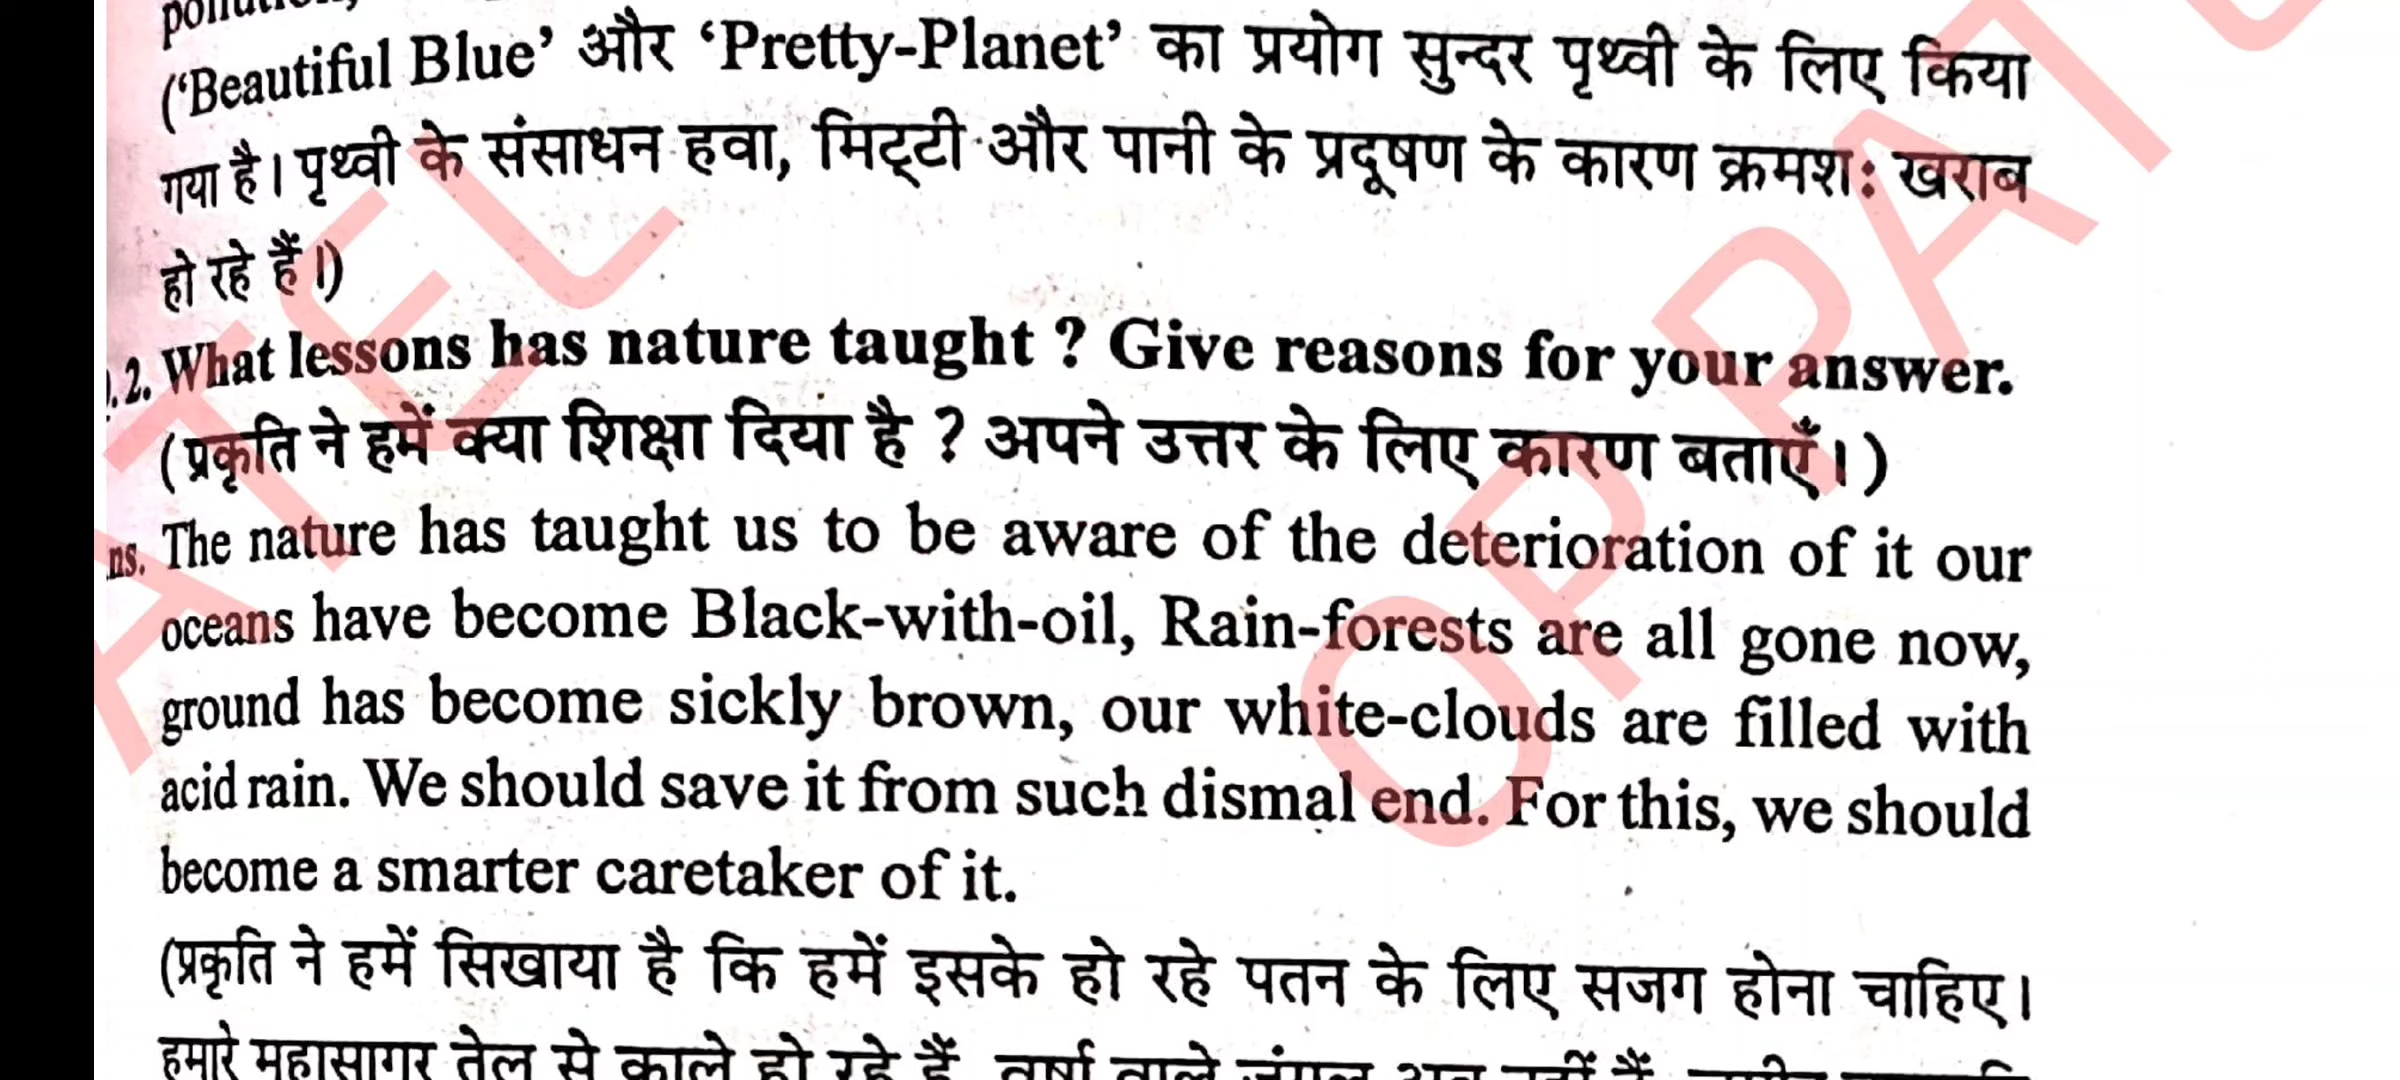 ('Beautiful Blue' और 'Pretty-Planet' का प्रयोग सुन्दर पृथ्वी के लिए किया
गया है। पृथ्वी के संसाधन हवा, मिट्टी और पानी के प्रदूषण के कारण क्रमशः खराब
हो रहे हैं।)
2. What lessons has nature taught ? Give reasons for your answer.
(प्रकृति ने हमें क्या शिक्षा दिया है ? अपने उत्तर के लिए कारण बताएँ।)
ns. The nature has taught us to be aware of the deterioration of it our
oceans have become Black-with-oil, Rain-forests are all gone now,
ground has become sickly brown, our white-clouds are filled with
acid rain. We should save it from such dismal end. For this, we should
become a smarter caretaker of it.
(प्रकृति ने हमें सिखाया है कि हमें इसके हो रहे पतन के लिए सजग होना चाहिए।
हमारे महासागर तेल से काले हो रहे हैं, वर्षा वाले जंगल अब नहीं हैं,
ATEL
OP PATE